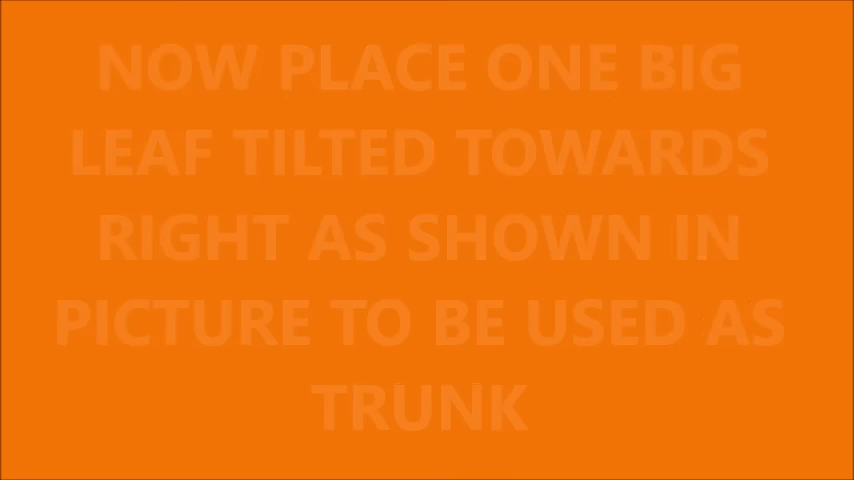 NOW PLACE ONE BIG
LEAF TILTED TOWARDS
RIGHT AS SHOWN IN
PICTURE TO BE USED AS
TRUNK